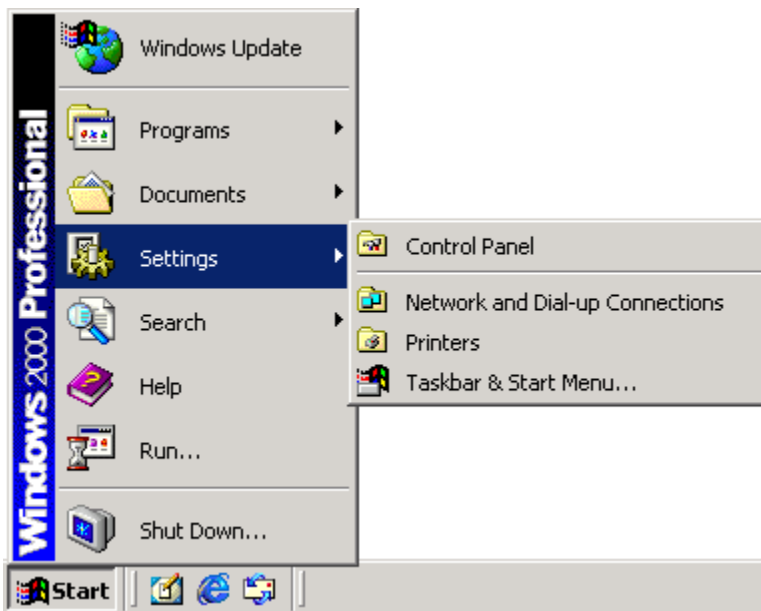 Windows 2000 Professional
Windows Update
Programs
Documents
Settings
Search
Help
Run...
Shut Down...
Control Panel
Network and Dial-up Connections
Printers
Taskbar & Start Menu...
Start